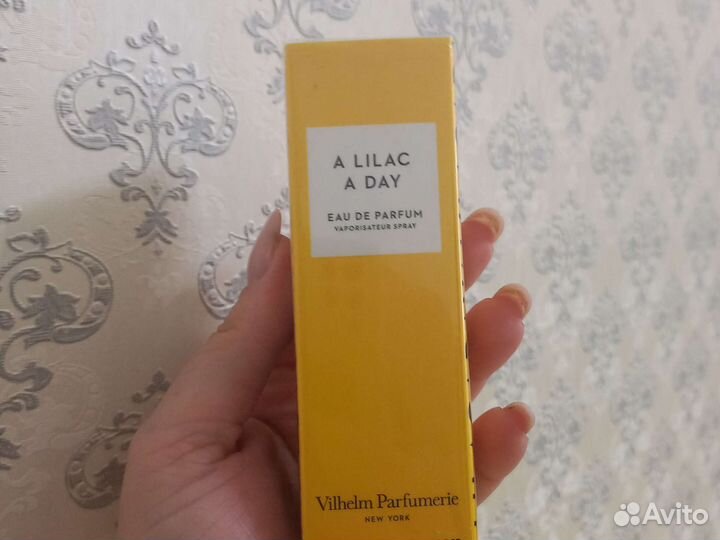 A LILAC
A DAY
EAU DE PARFUM
VAPORISATEUR SPRAY
Vilhelm Parfumerie
NEW YORK
Avito